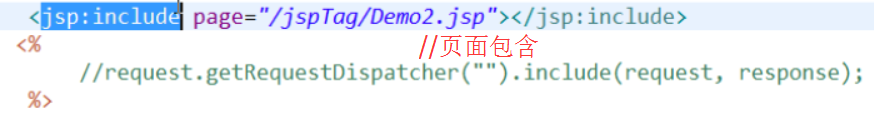 <jsp:include page="/jspTag/Demo2.jsp"></jsp:include>
<% //页面包含
//request.getRequestDispatcher("").include(request, response);
%>